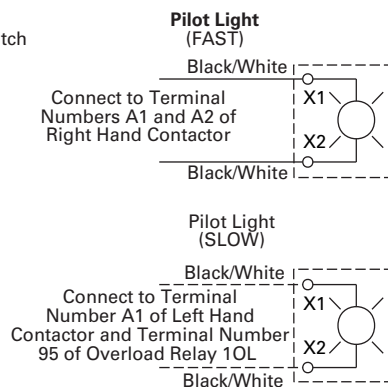 Pilot Light
tch
(FAST)
Black/White
X1
Connect to Terminal
Numbers A1 and A2 of
Right Hand Contactor
X2
Black/White
Pilot Light
(SLOW)
Black/White
X1
Connect to Terminal
Number A1 of Left Hand
Contactor and Terminal Number
95 of Overload Relay 1OL
X2
Black/White